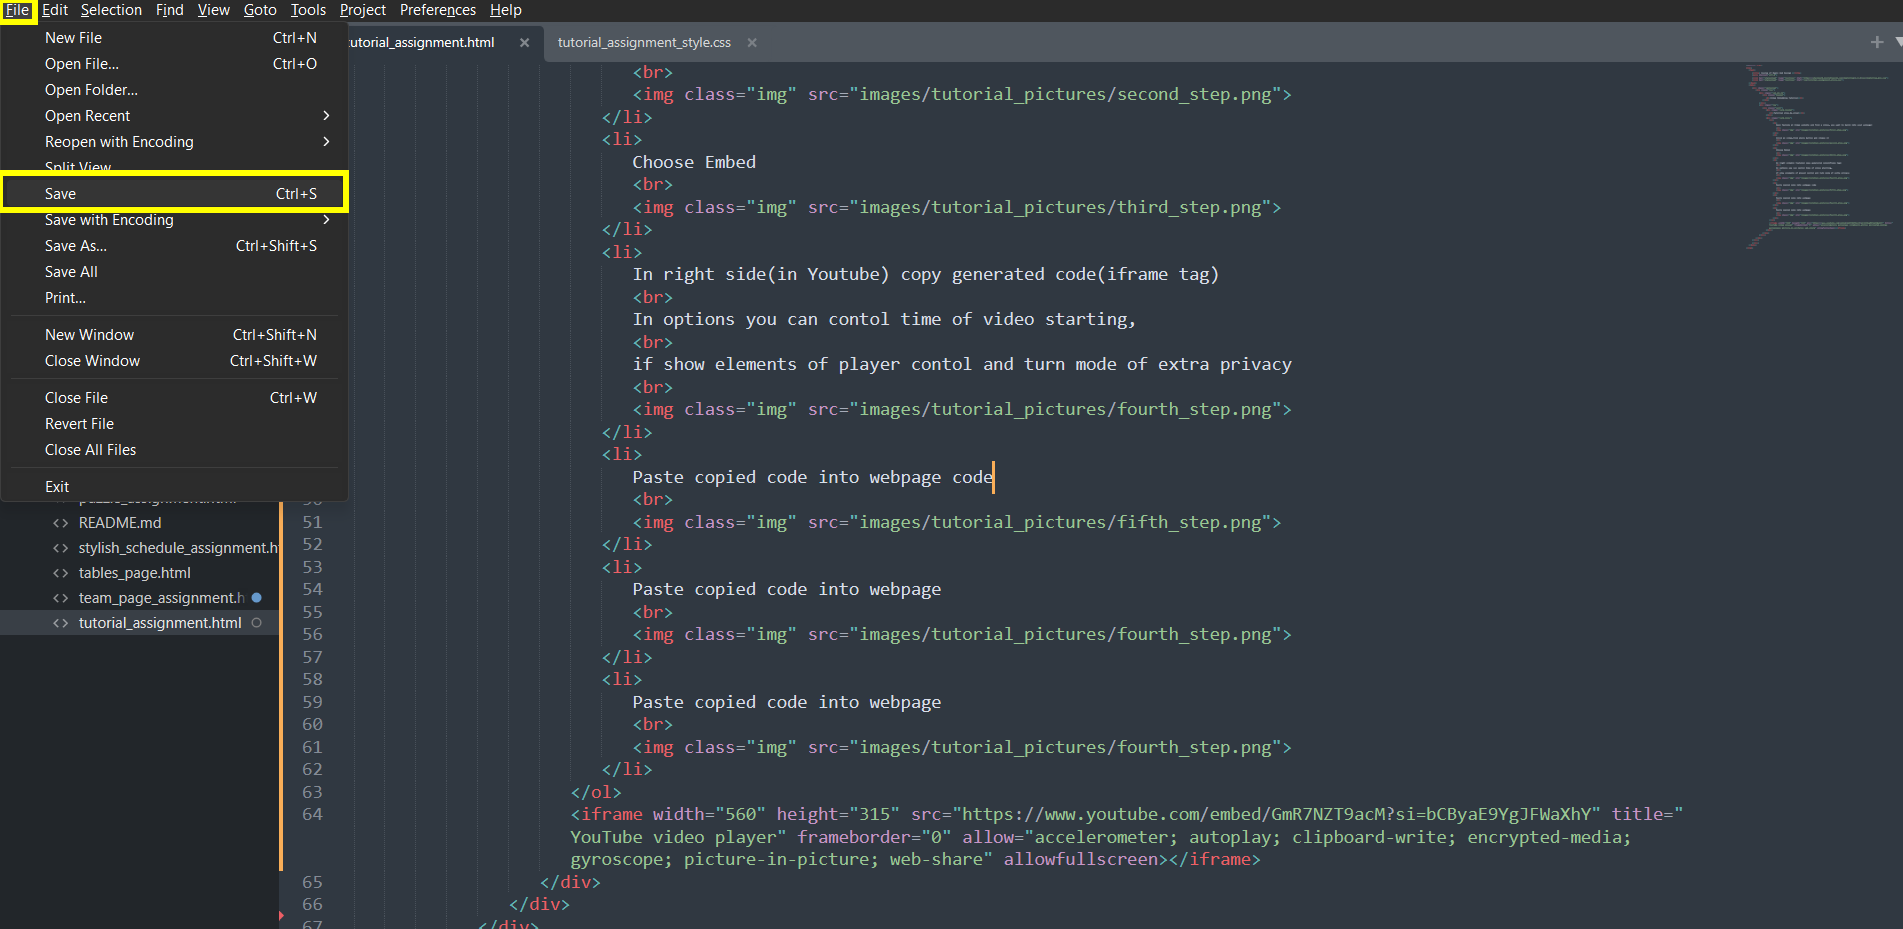 File Edit Selection Find View Goto Tools Project Preferences Help
New File Ctrl+N
Open File... Ctrl+O
Open Folder...
Open Recent
Reopen with Encoding
Split View
Save Ctrl+S
Save with Encoding
Save As... Ctrl+Shift+S
Save All
Print...
New Window Ctrl+Shift+N
Close Window Ctrl+Shift+W
Close File Ctrl+W
Revert File
Close All Files
Exit
README.md
stylish_schedule_assignment.h
tables_page.html
team_page_assignment.h
tutorial_assignment.html
tutorial_assignment.html
tutorial_assignment_style.css
<br>
<img class="img" src="images/tutorial_pictures/second_step.png">
</li>
<li>
Choose Embed
<br>
<img class="img" src="images/tutorial_pictures/third_step.png">
</li>
<li>
In right side(in Youtube) copy generated code(iframe tag)
<br>
In options you can contol time of video starting,
<br>
if show elements of player contol and turn mode of extra privacy
<br>
<img class="img" src="images/tutorial_pictures/fourth_step.png">
</li>
<li>
Paste copied code into webpage code
<br>
51 <img class="img" src="images/tutorial_pictures/fifth_step.png">
52 </li>
53 <li>
54 Paste copied code into webpage
55 <br>
56 <img class="img" src="images/tutorial_pictures/fourth_step.png">
57 </li>
58 <li>
59 Paste copied code into webpage
60 <br>
61 <img class="img" src="images/tutorial_pictures/fourth_step.png">
62 </li>
63 </ol>
64 <iframe width="560" height="315" src="https://www.youtube.com/embed/GmR7NZT9acM?si=bCByaE9YgJFWaXhY" title="
YouTube video player" frameborder="0" allow="accelerometer; autoplay; clipboard-write; encrypted-media;
gyroscope; picture-in-picture; web-share" allowfullscreen></iframe>
65 </div>
66 </div>
67 </div>